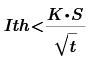 Ith < K•S / √t